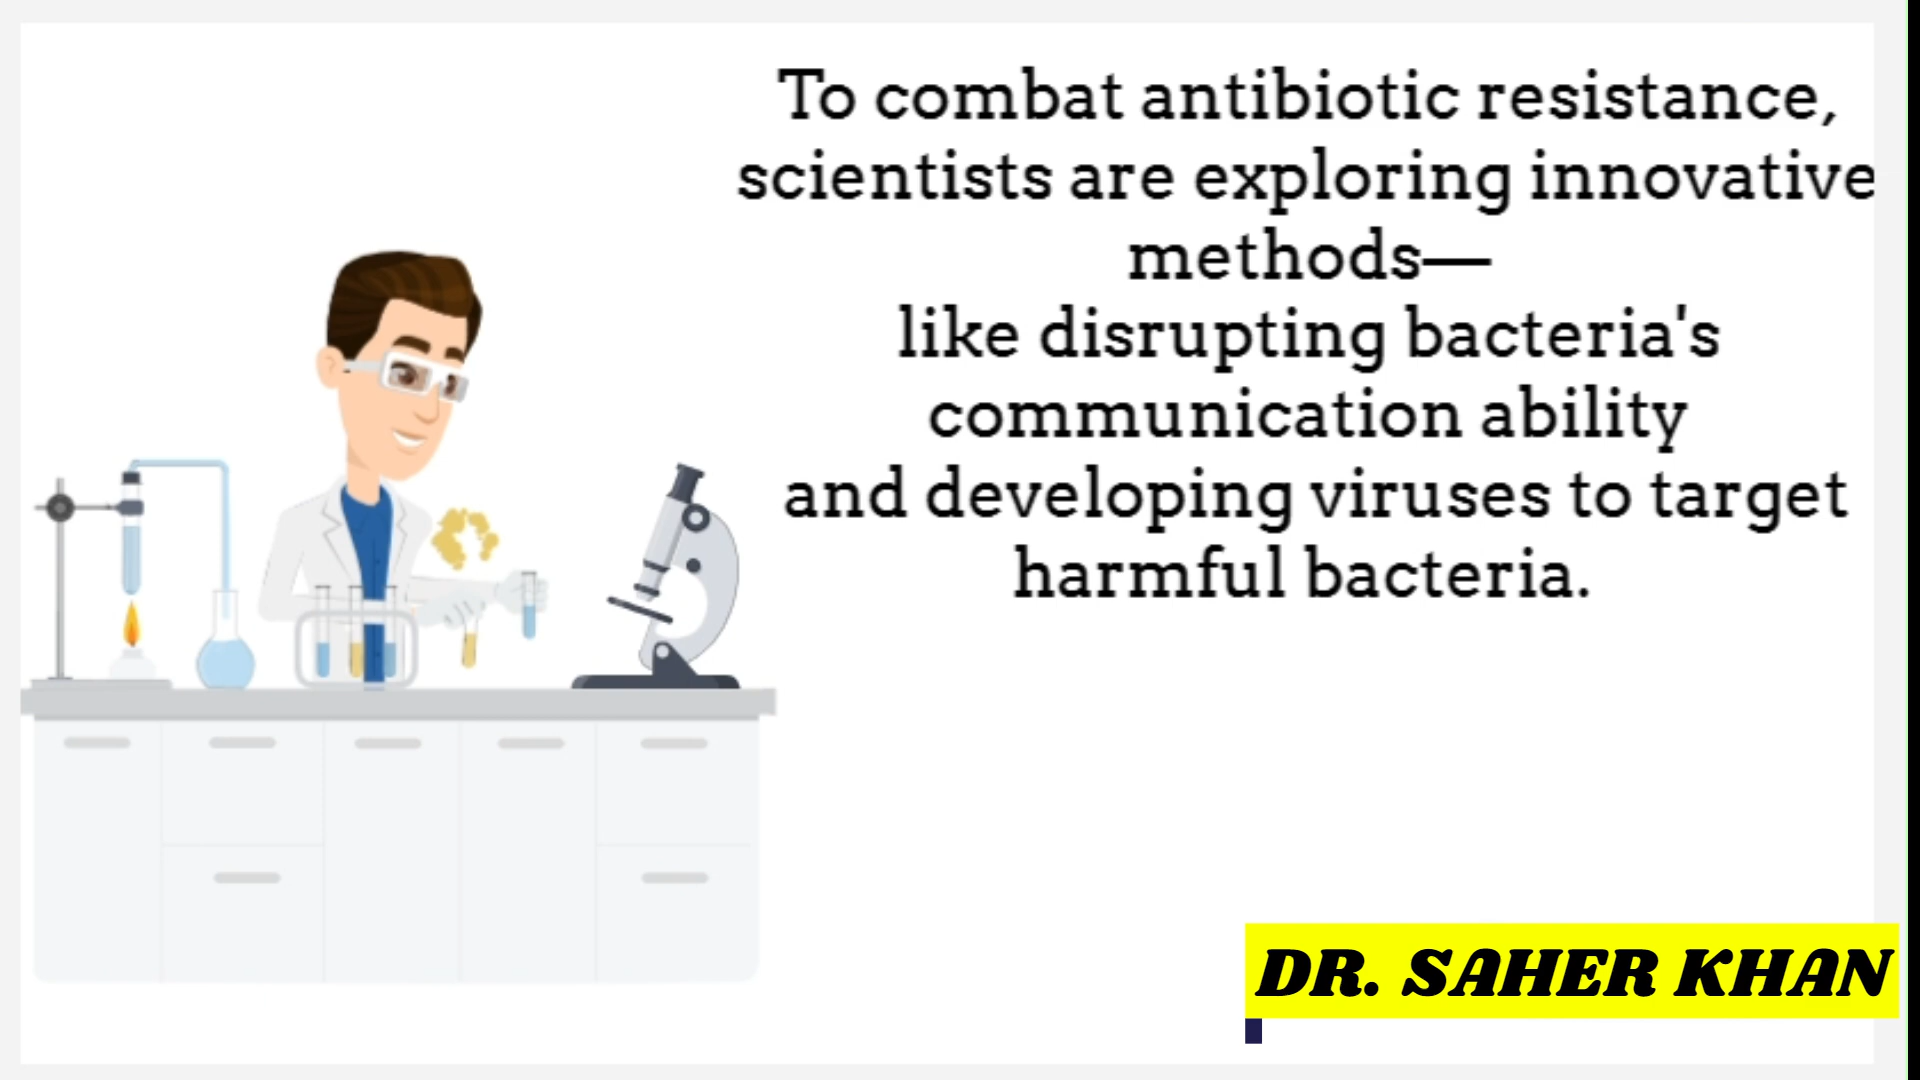 To combat antibiotic resistance,
scientists are exploring innovative
methods—
like disrupting bacteria's
communication ability
and developing viruses to target
harmful bacteria.
DR. SAHER KHAN